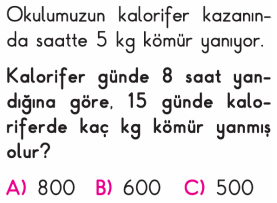 Okulumuzun kalorifer kazanın-
da saatte 5 kg kömür yanıyor.
Kalorifer günde 8 saat yan-
dığına göre, 15 günde kalo-
riferde kaç kg kömür yanmış
olur?
A) 800 B) 600 C) 500